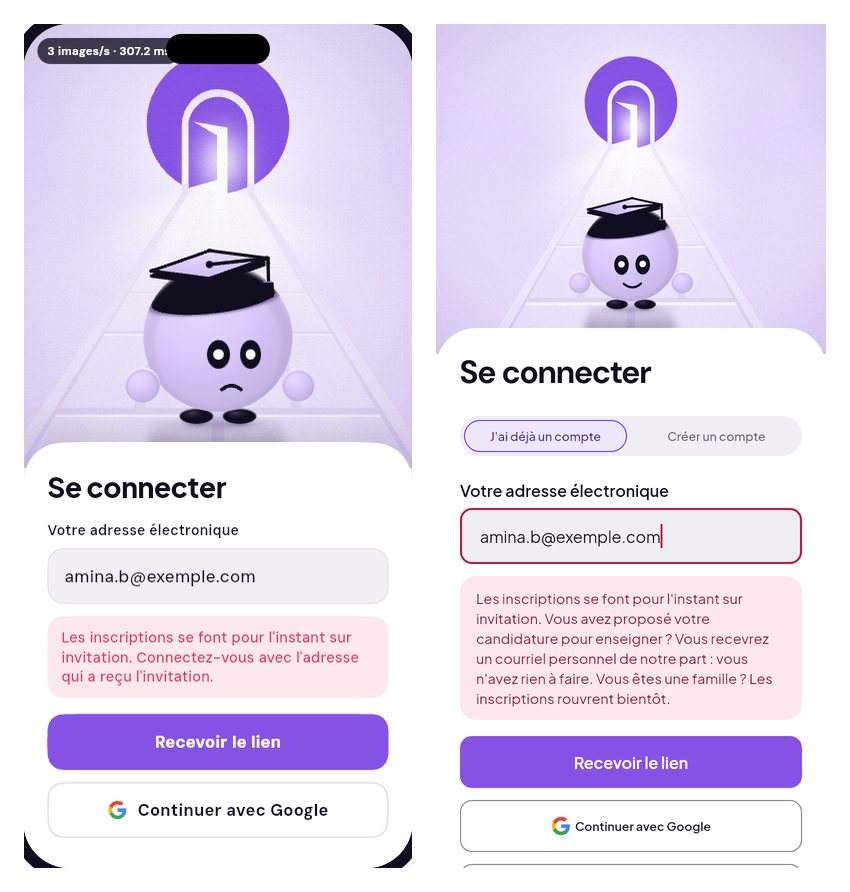 3 images/s · 307.2 ms
Se connecter
Votre adresse électronique
amina.b@exemple.com
Les inscriptions se font pour l'instant sur
invitation. Connectez-vous avec l'adresse
qui a reçu l'invitation.
Recevoir le lien
Continuer avec Google
Se connecter
J'ai déjà un compte
Créer un compte
Votre adresse électronique
amina.b@exemple.com
Les inscriptions se font pour l'instant sur
invitation. Vous avez proposé votre
candidature pour enseigner ? Vous recevrez
un courriel personnel de notre part : vous
n'avez rien à faire. Vous êtes une famille ? Les
inscriptions rouvrent bientôt.
Recevoir le lien
Continuer avec Google